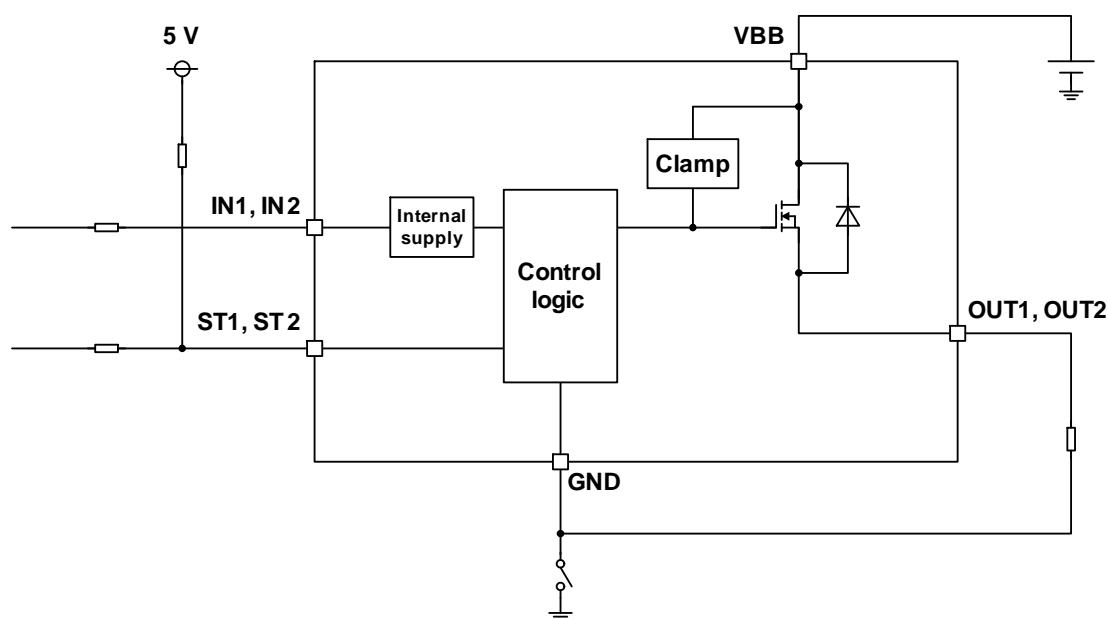 5 V
VBB
Clamp
IN1, IN2
Internal
supply
Control
logic
ST1, ST2
OUT1, OUT2
GND